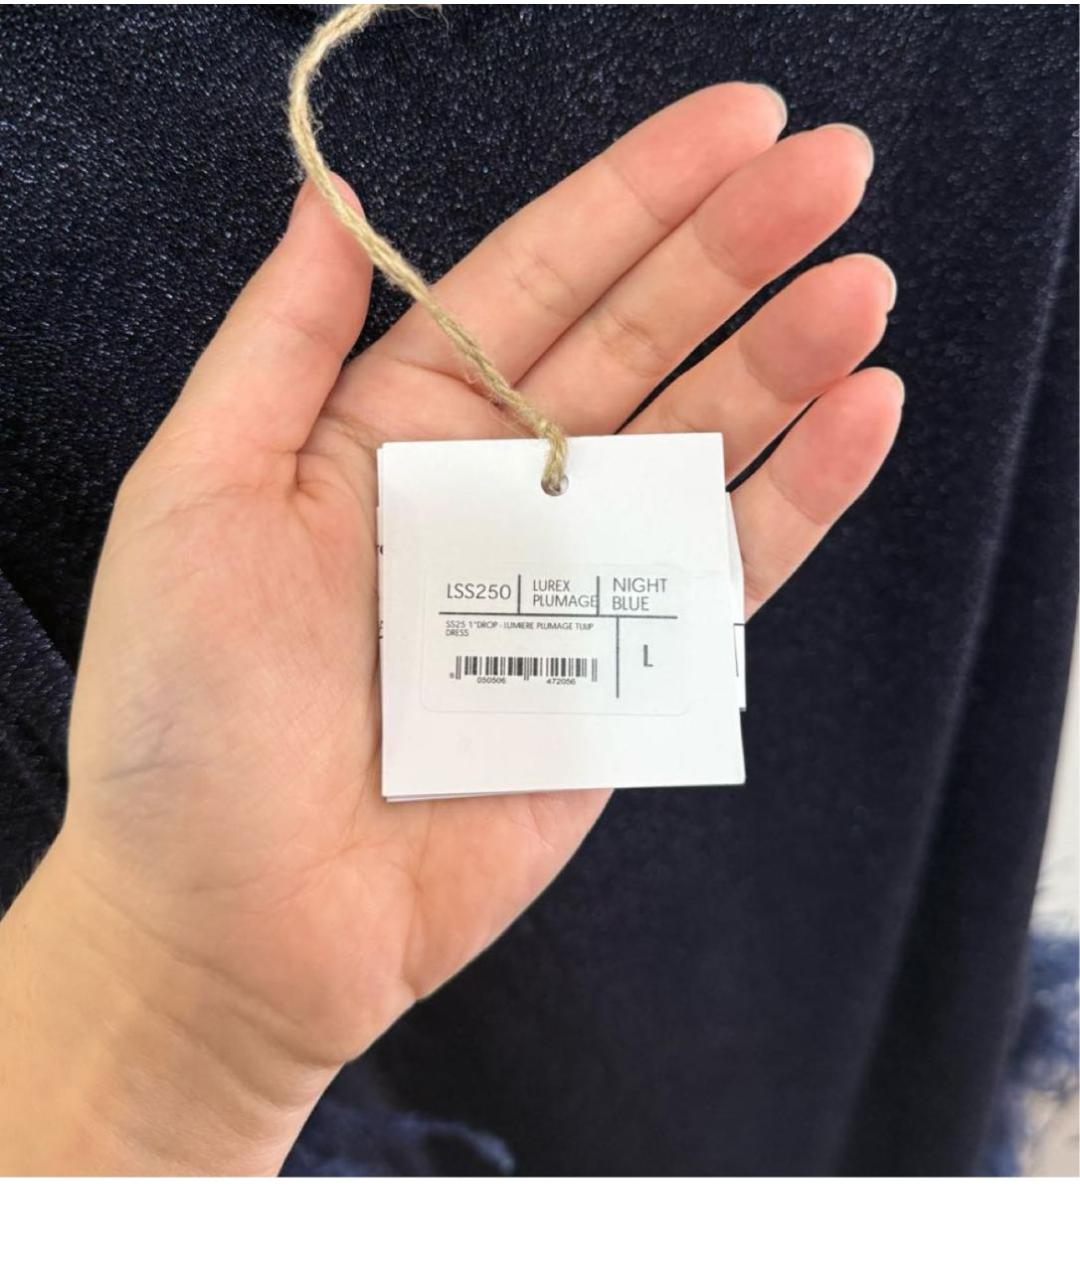 LSS250
LUREX
PLUMAGE
NIGHT
BLUE
SS25 1°DROP - LUMIERE PLUMAGE TULIP
DRESS
L
050506 472056